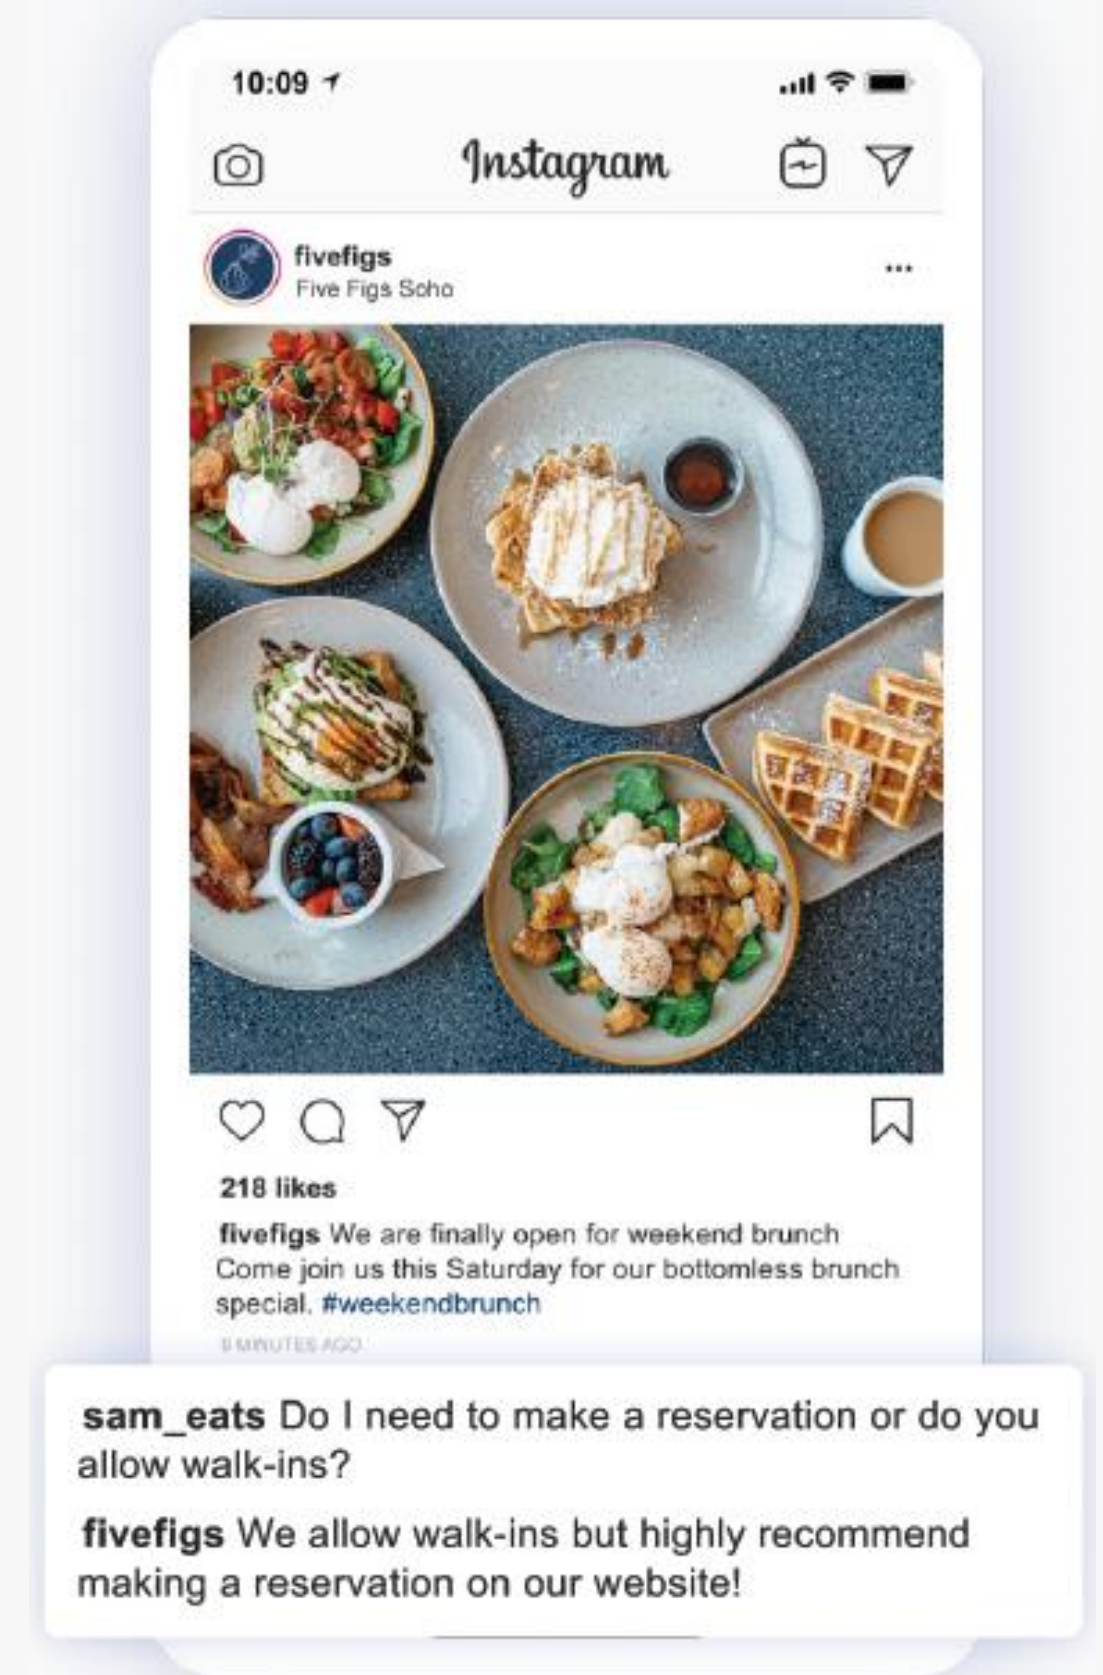 10:09
Instagram
fivefigs
Five Figs Soho
218 likes
fivefigs We are finally open for weekend brunch
Come join us this Saturday for our bottomless brunch
special. #weekendbrunch
MINUTES AGO
sam_eats Do I need to make a reservation or do you
allow walk-ins?
fivefigs We allow walk-ins but highly recommend
making a reservation on our website!